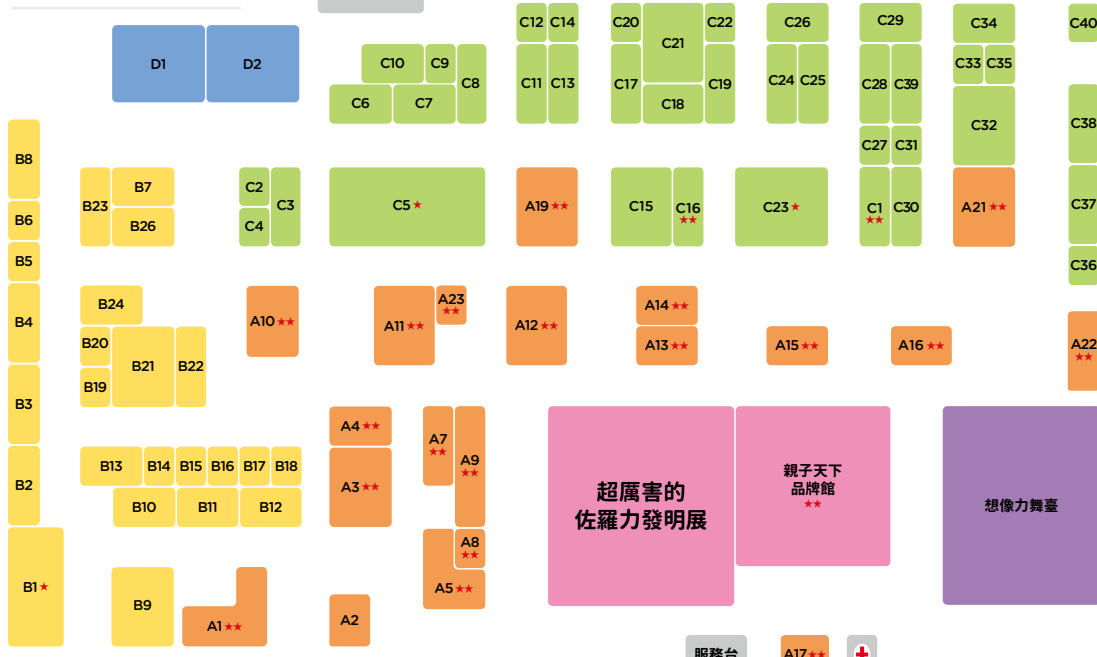 C12 C14 C20 C21 C22 C26 C29 C34 C40
D1 D2
C10 C9 C8 C11 C13 C17 C18 C19 C24 C25 C28 C39 C33 C35
C6 C7 C32 C38
C27 C31
B8
B23 B7 C2 C3 C5★ A19★★ C15 C16★★ C23★ C1★★ C30 A21★★ C37
B6 B26 C4
B5 C36
B24 A10★★ A11★★ A23★★ A12★★ A14★★
B4 B20 B21 B22 A13★★ A15★★ A16★★ A22★★
B19
B3 A4★★ A7★★ A9★★
B2 B13 B14 B15 B16 B17 B18 A3★★
B10 B11 B12
超厲害的
佐羅力發明展
親子天下
品牌館
★★
想像力舞臺
A8★★
B1★ B9 A1★★ A2 A5★★
服務台 A17★★